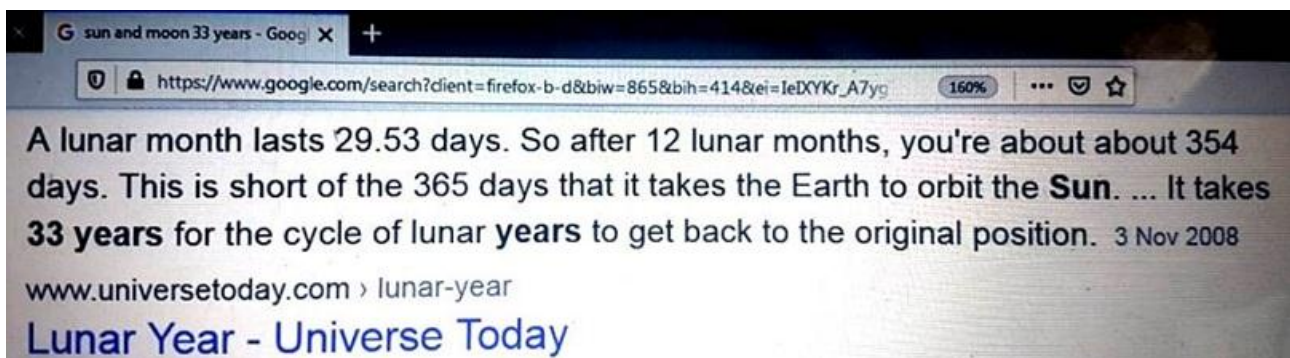 sun and moon 33 years - Googl
https://www.google.com/search?client=firefox-b-d&biw=865&bih=414&ei=IeIXYKr_A7yg
160%
A lunar month lasts 29.53 days. So after 12 lunar months, you're about about 354
days. This is short of the 365 days that it takes the Earth to orbit the Sun. ... It takes
33 years for the cycle of lunar years to get back to the original position. 3 Nov 2008
www.universetoday.com › lunar-year
Lunar Year - Universe Today